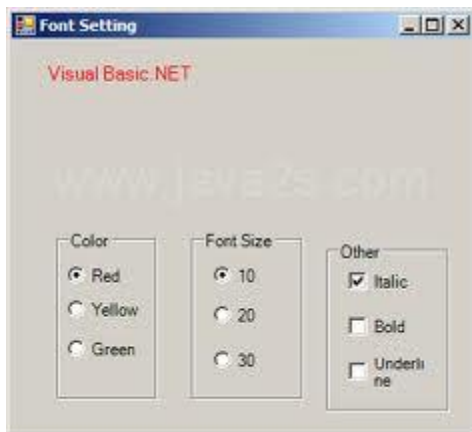 Font Setting
Visual Basic.NET
www.java2s.com
Color
Red
Yellow
Green
Font Size
10
20
30
Other
Italic
Bold
Underli
ne